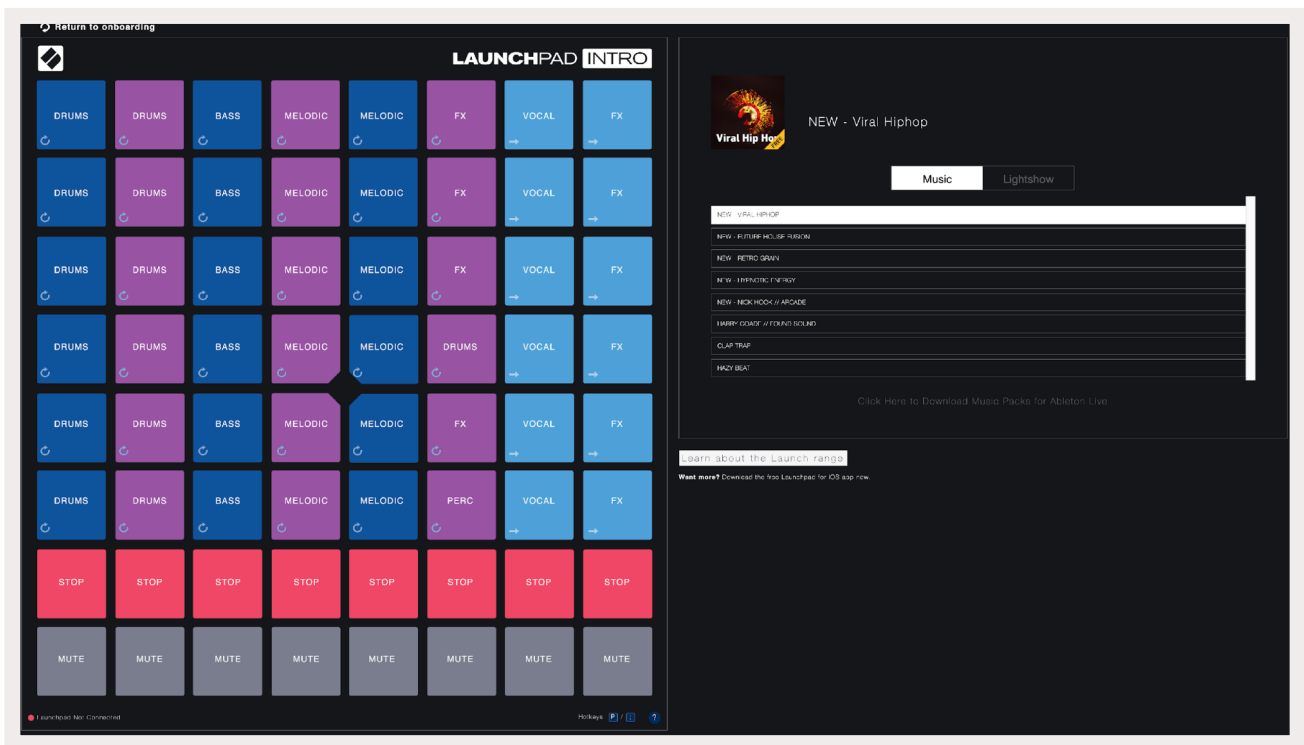 Return to onboarding
LAUNCHPAD INTRO
DRUMS DRUMS BASS MELODIC MELODIC FX VOCAL FX
DRUMS DRUMS BASS MELODIC MELODIC FX VOCAL FX
DRUMS DRUMS BASS MELODIC MELODIC FX VOCAL FX
DRUMS DRUMS BASS MELODIC MELODIC DRUMS VOCAL FX
DRUMS DRUMS BASS MELODIC MELODIC FX VOCAL FX
DRUMS DRUMS BASS MELODIC MELODIC PERC VOCAL FX
STOP STOP STOP STOP STOP STOP STOP STOP
MUTE MUTE MUTE MUTE MUTE MUTE MUTE MUTE
Launchpad Not Connected
Hotkeys P / : ?
Viral Hip Hop
FREE
NEW - Viral Hiphop
Music Lightshow
NEW - VIRAL HIPHOP
NEW - FUTURE HOUSE FUSION
NEW - RETRO GRAIN
NEW - HYPNOTIC ENERGY
NEW - NICK HOOK // ARCADE
HARRY COADE // FOUND SOUND
CLAP TRAP
HAZY BEAT
Click Here to Download Music Packs for Ableton Live
Learn about the Launch range
Want more? Download the free Launchpad for iOS app now.